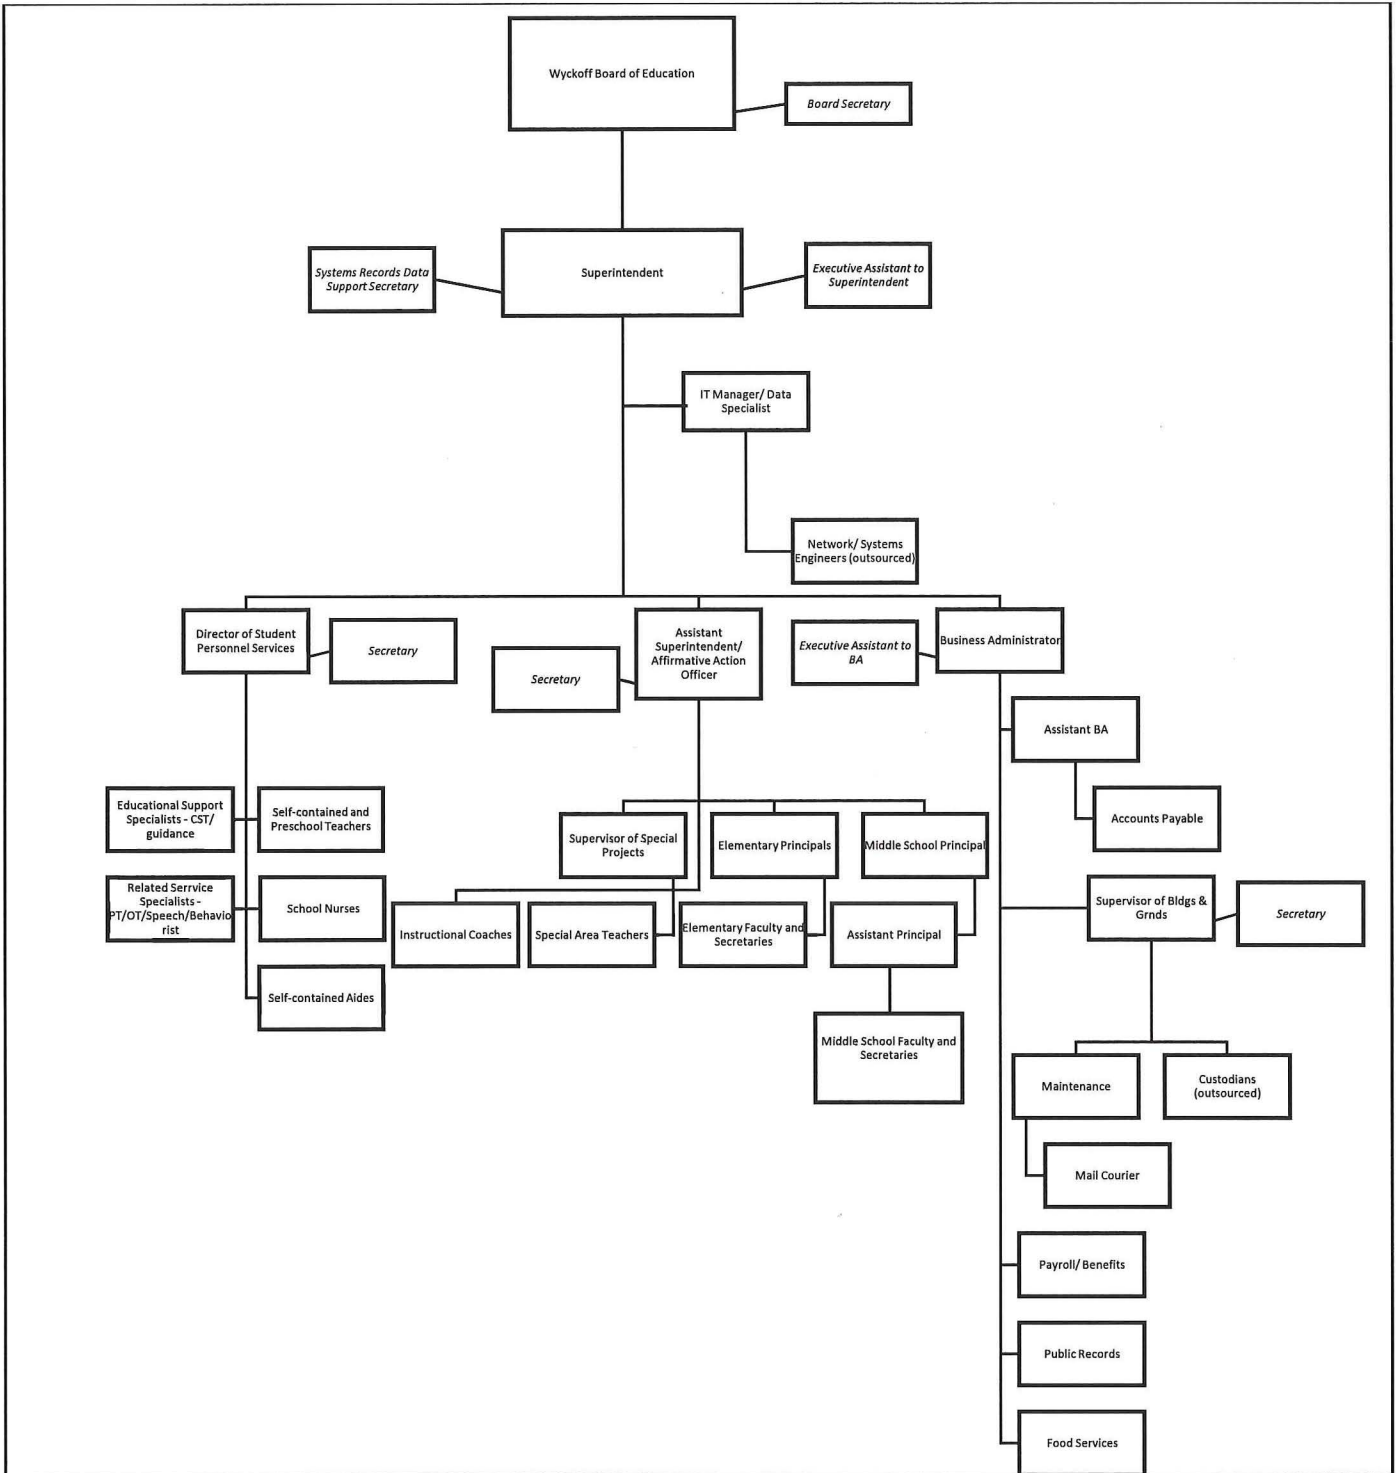 Wyckoff Board of Education
Board Secretary
Systems Records Data
Support Secretary
Superintendent
Executive Assistant to
Superintendent
IT Manager/ Data
Specialist
Network/ Systems
Engineers (outsourced)
Director of Student
Personnel Services
Secretary
Secretary
Assistant
Superintendent/
Affirmative Action
Officer
Executive Assistant to
BA
Business Administrator
Assistant BA
Accounts Payable
Educational Support
Specialists - CST/
guidance
Self-contained and
Preschool Teachers
Supervisor of Special
Projects
Elementary Principals
Middle School Principal
Related Serrvice
Specialists -
PT/OT/Speech/Behavio
rist
School Nurses
Instructional Coaches
Special Area Teachers
Elementary Faculty and
Secretaries
Assistant Principal
Supervisor of Bldgs &
Grnds
Secretary
Self-contained Aides
Middle School Faculty and
Secretaries
Maintenance
Custodians
(outsourced)
Mail Courier
Payroll/ Benefits
Public Records
Food Services